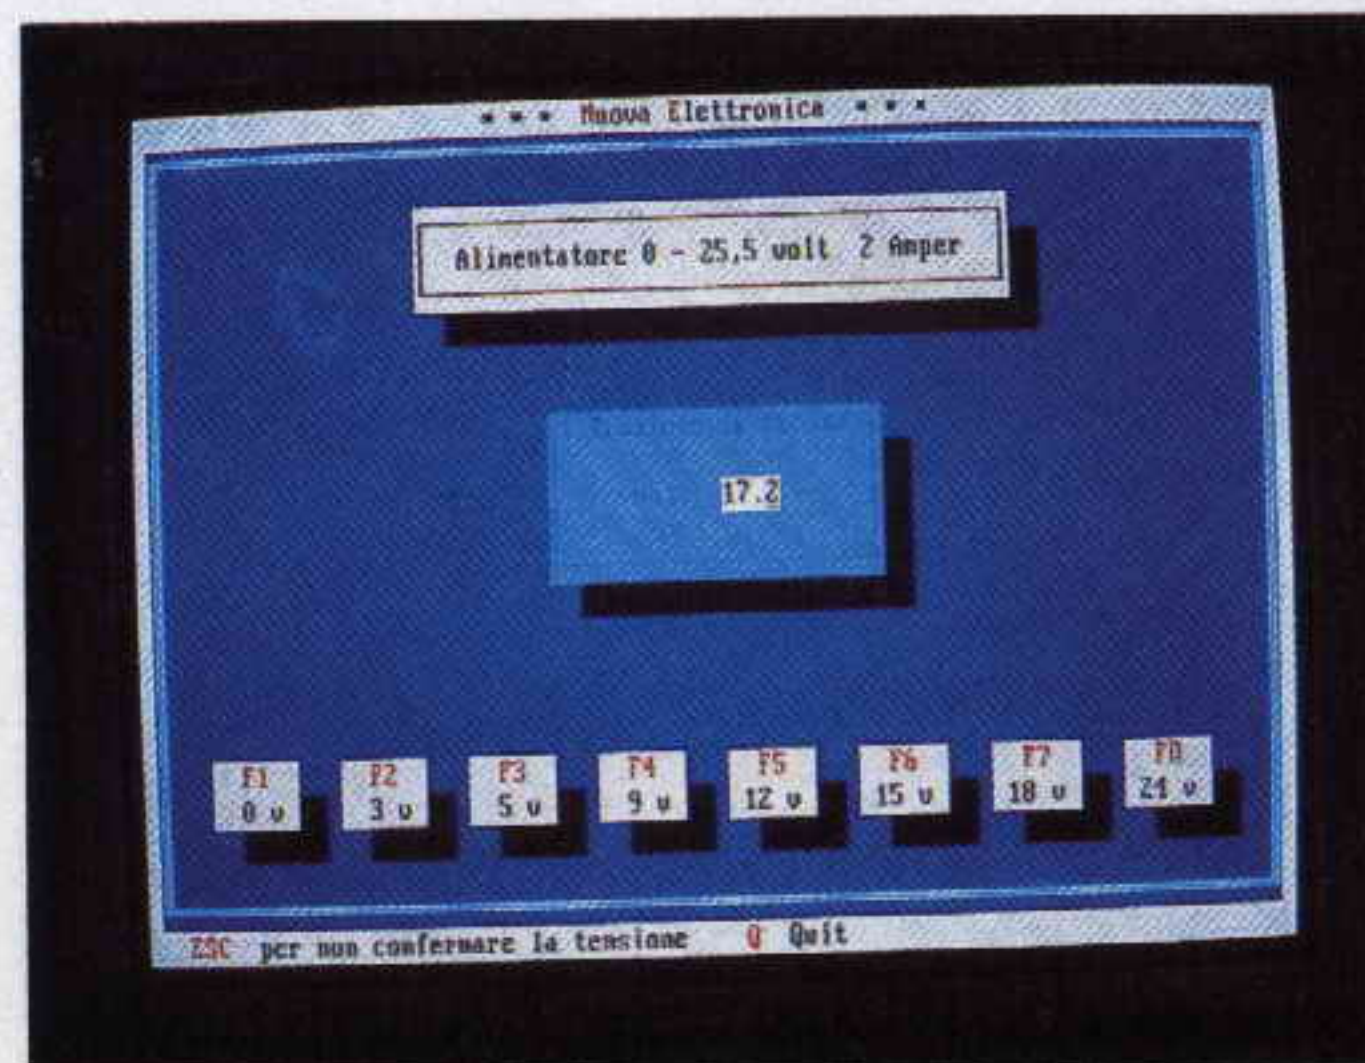 * * * Nuova Elettronica * * *
Alimentatore 0 - 25,5 volt 2 Amper
17.2
F1 F2 F3 F4 F5 F6 F7 F8
0 v 3 v 5 v 9 v 12 v 15 v 18 v 24 v
ESC per non confermare la tensione Q Quit